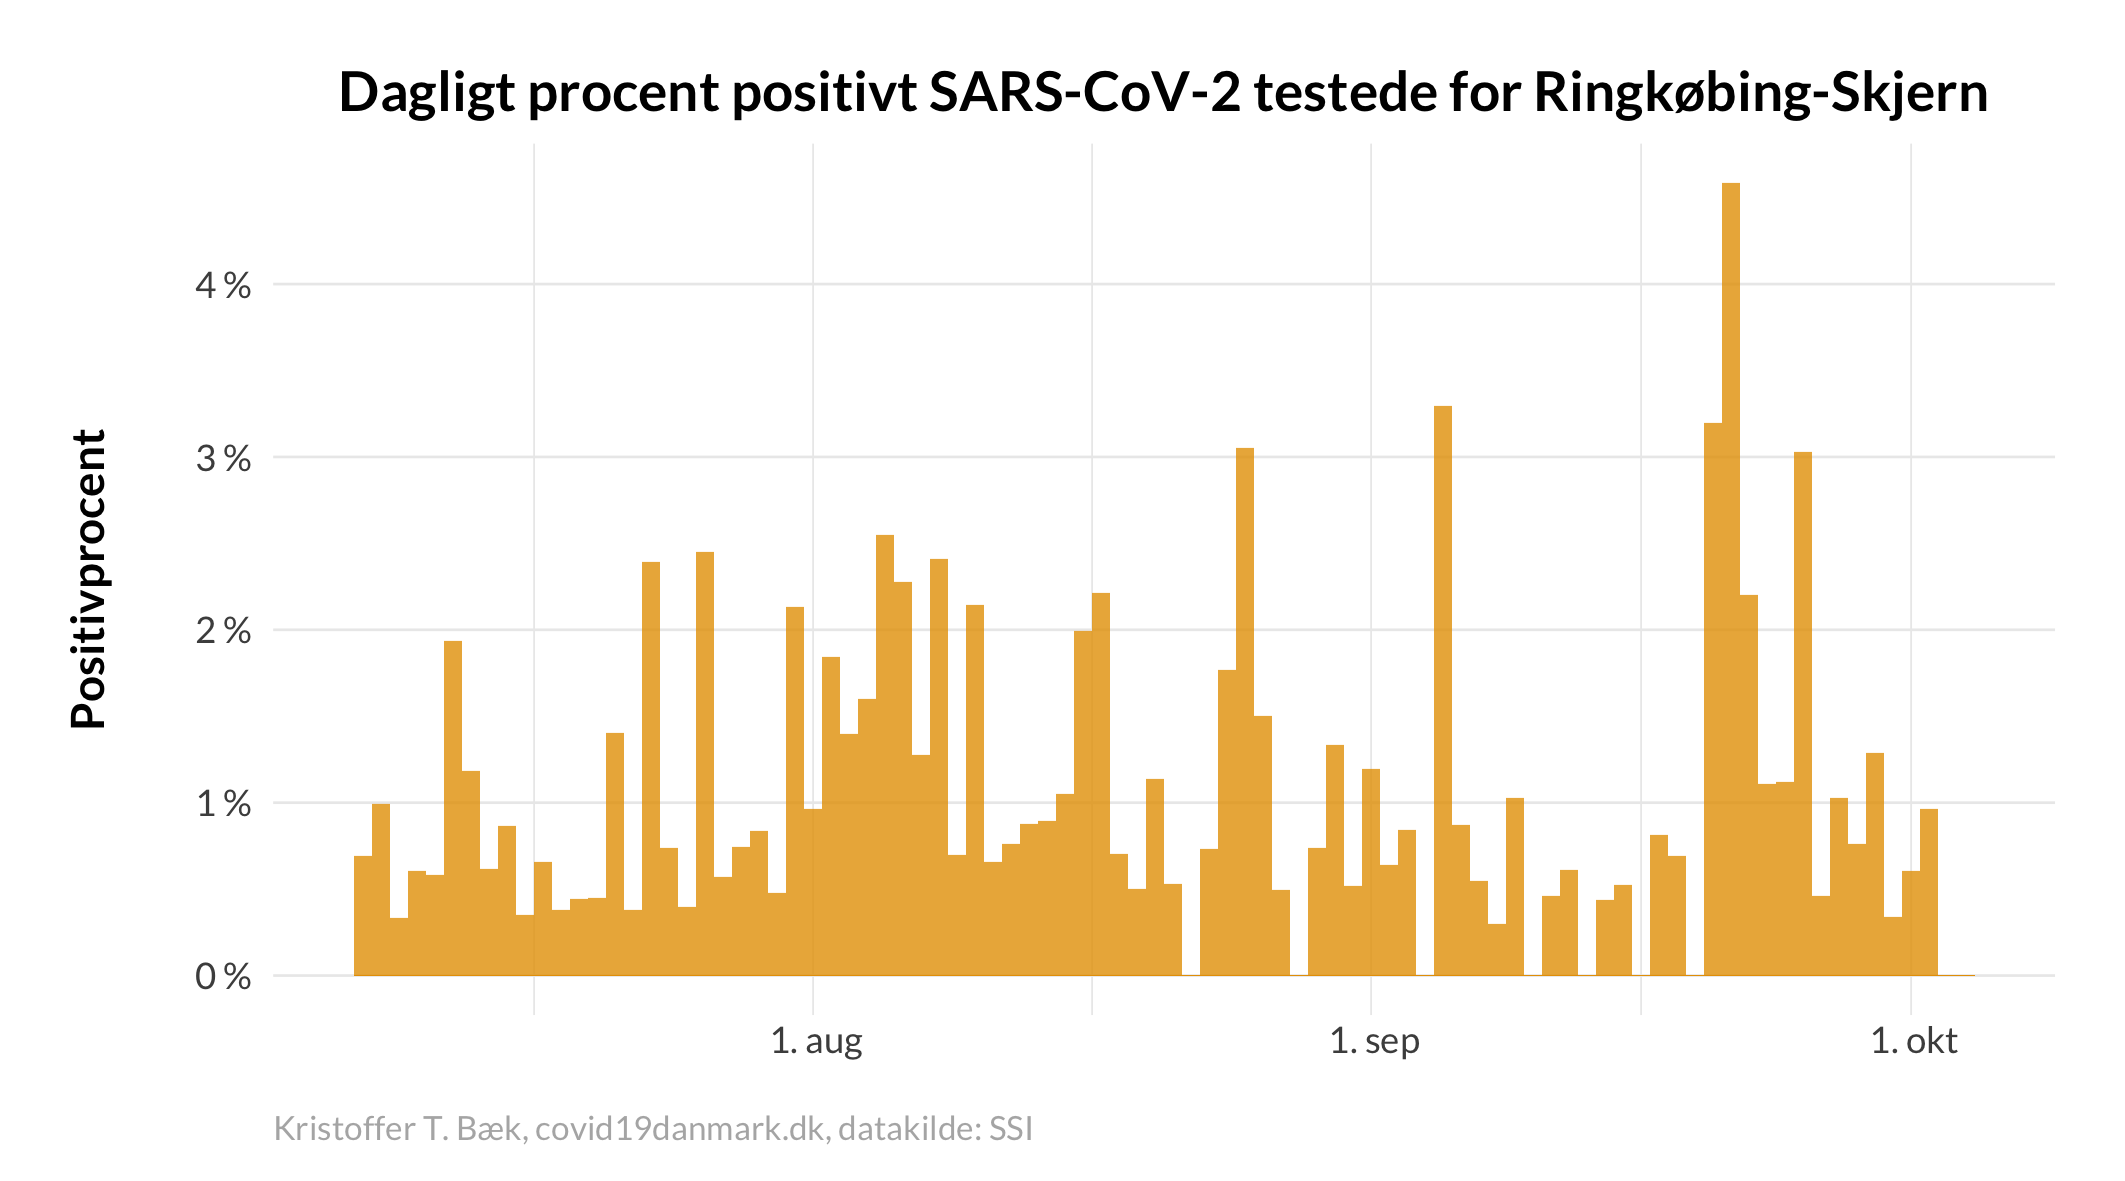 Dagligt procent positivt SARS-CoV-2 testede for Ringkøbing-Skjern
Positivprocent
4 %
3 %
2 %
1 %
0 %
1. aug
1. sep
1. okt
Kristoffer T. Bæk, covid19danmark.dk, datakilde: SSI